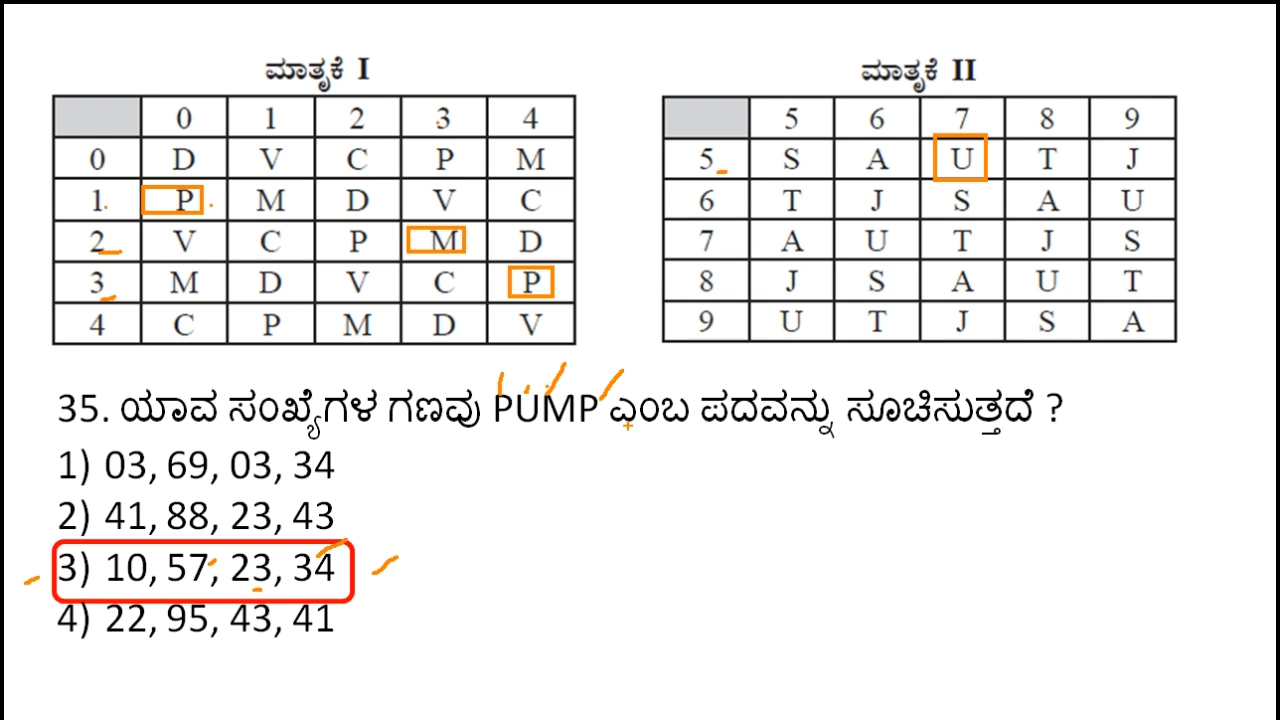 ಮಾತೃಕೆ I
0 1 2 3 4
0 D V C P M
1 P M D V C
2 V C P M D
3 M D V C P
4 C P M D V
ಮಾತೃಕೆ II
5 6 7 8 9
5 S A U T J
6 T J S A U
7 A U T J S
8 J S A U T
9 U T J S A
35. ಯಾವ ಸಂಖ್ಯೆಗಳ ಗಣವು PUMP ಎಂಬ ಪದವನ್ನು ಸೂಚಿಸುತ್ತದೆ ?
1) 03, 69, 03, 34
2) 41, 88, 23, 43
3) 10, 57, 23, 34
4) 22, 95, 43, 41